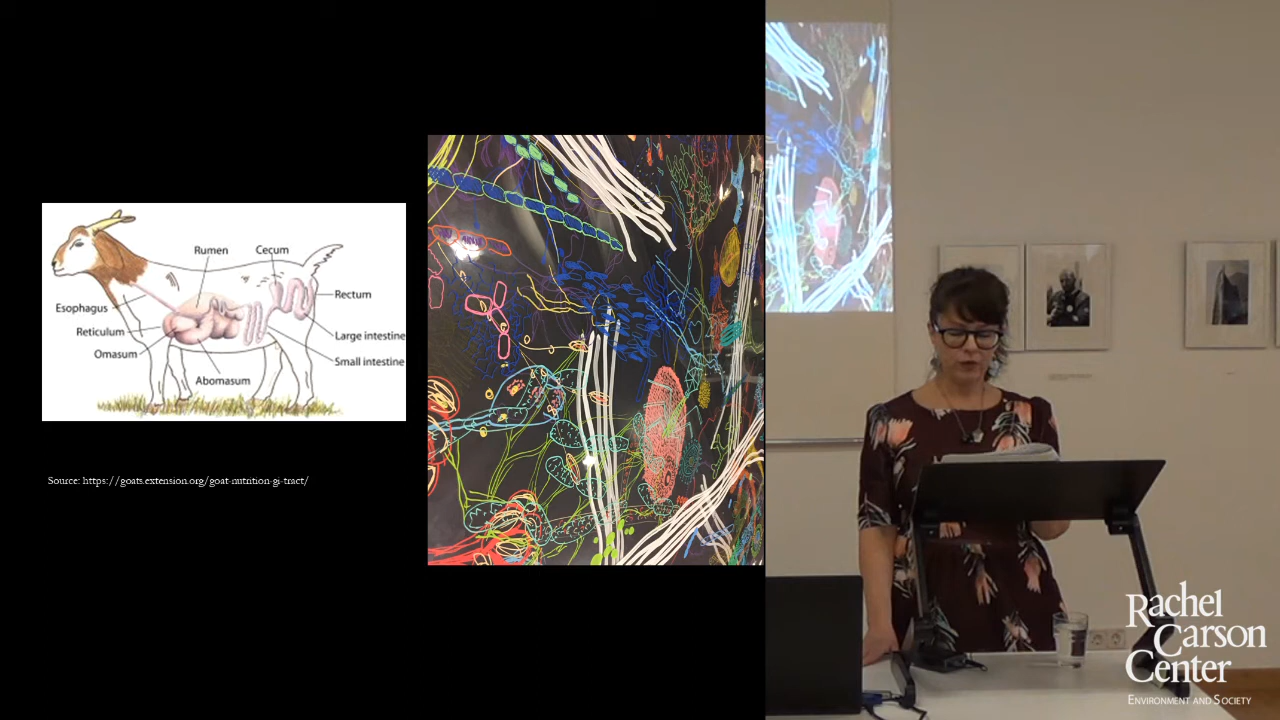 Rumen
Cecum
Rectum
Esophagus
Reticulum
Large intestine
Omasum
Small intestine
Abomasum
Source: https://goats.extension.org/goat-nutrition-gi-tract/
Rachel
Carson
Center
ENVIRONMENT AND SOCIETY